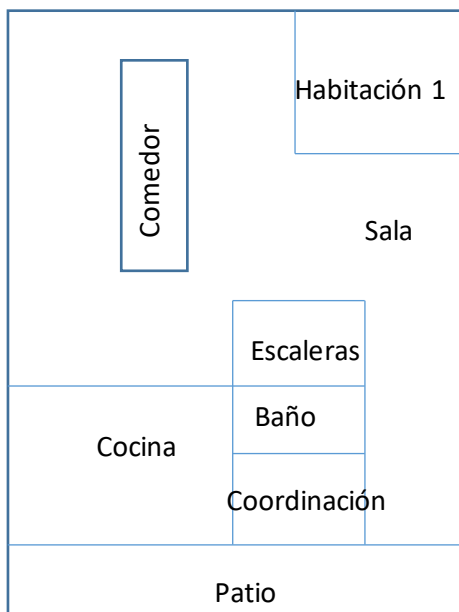 Habitación 1
Comedor
Sala
Escaleras
Baño
Cocina
Coordinación
Patio